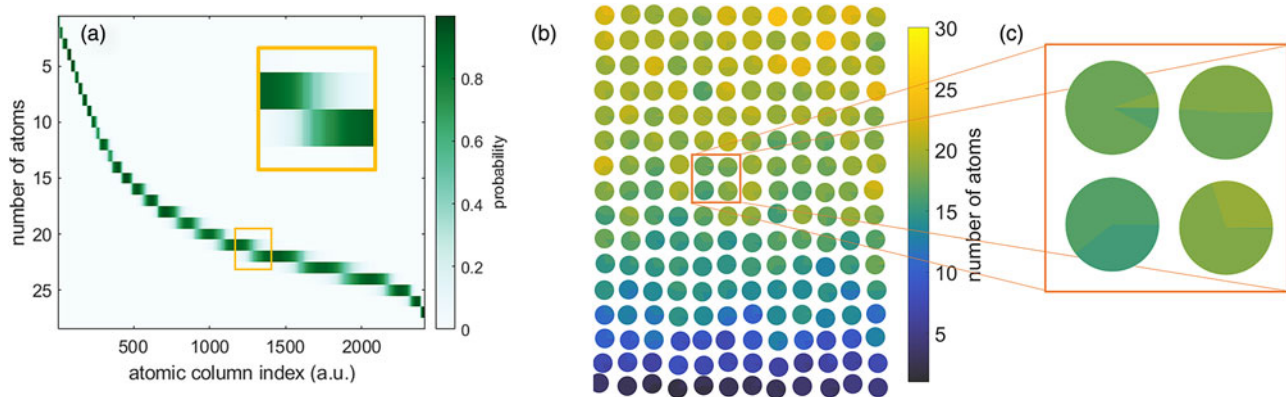 (a)
number of atoms
5
10
15
20
25
500
1000
1500
2000
atomic column index (a.u.)
0.8
0.6
0.4
0.2
0
probability
(b)
30
25
20
15
10
5
number of atoms
(c)